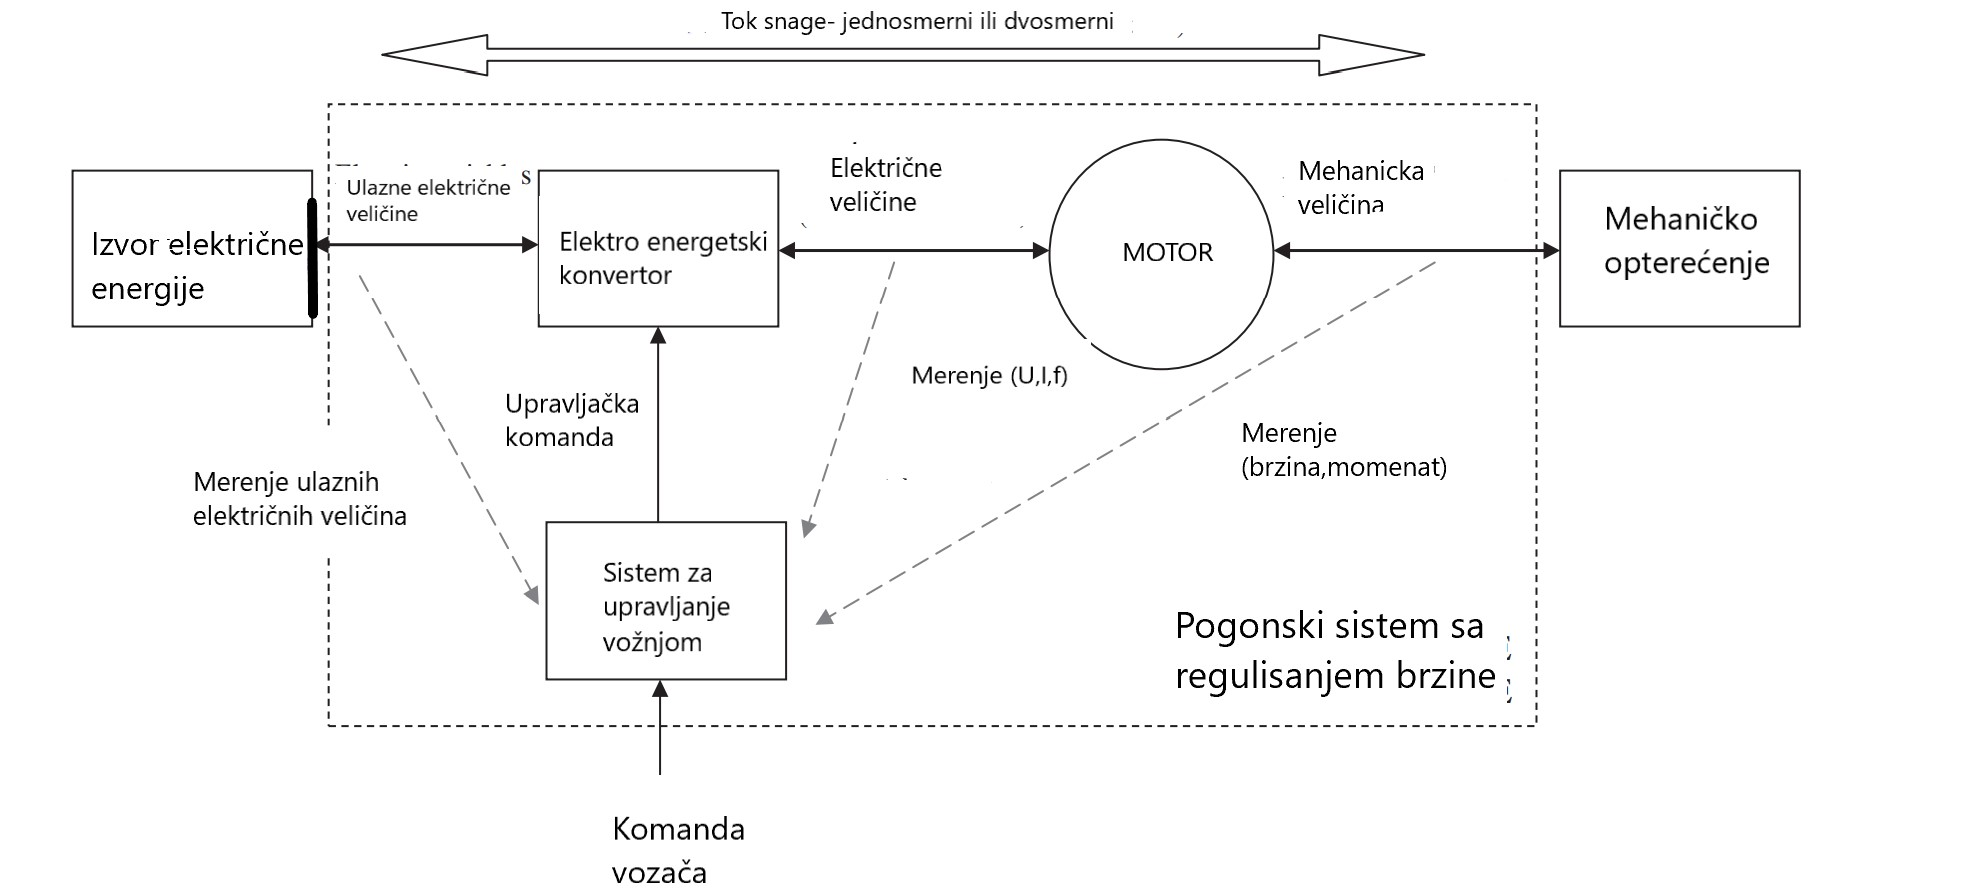 Tok snage- jednosmerni ili dvosmerni
Ulazne električne
veličine
s
Električne
veličine
Mehanicka
veličina
Izvor električne
energije
Elektro energetski
konvertor
MOTOR
Mehaničko
opterećenje
Upravljačka
komanda
Merenje (U,I,f)
Merenje
(brzina,momenat)
Merenje ulaznih
električnih veličina
Sistem za
upravljanje
vožnjom
Pogonski sistem sa
regulisanjem brzine
Komanda
vozača